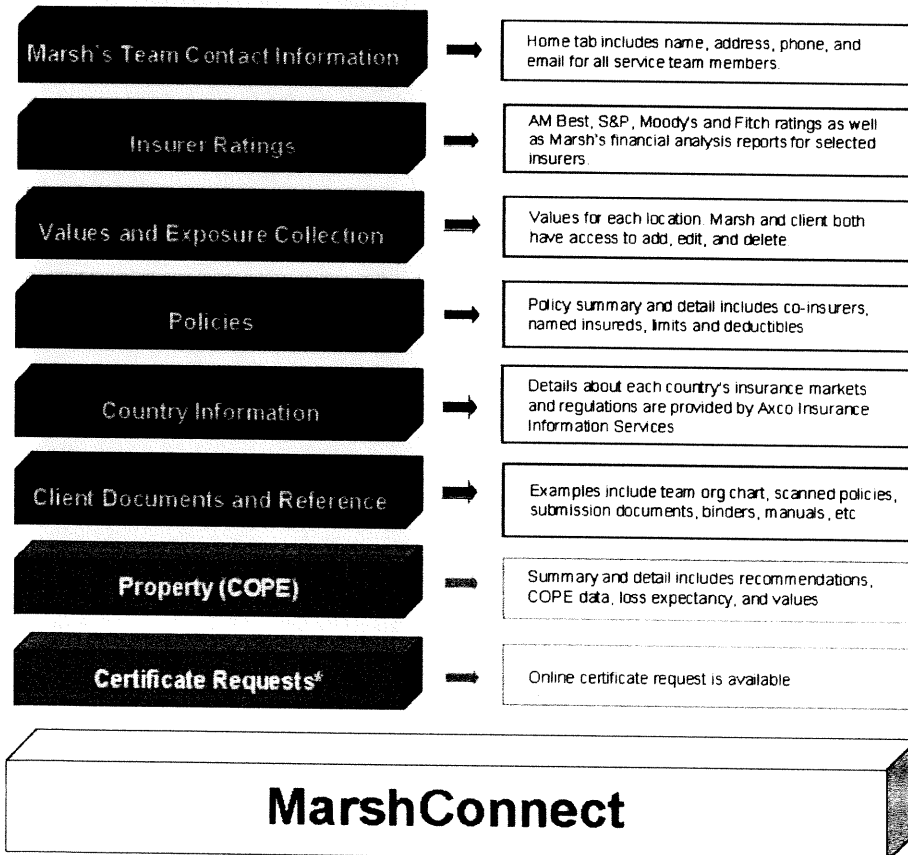 Marsh's Team Contact Information
Home tab includes name, address, phone, and
email for all service team members.
Insurer Ratings
AM Best, S&P, Moody's and Fitch ratings as well
as Marsh's financial analysis reports for selected
insurers.
Values and Exposure Collection
Values for each location. Marsh and client both
have access to add, edit, and delete
Policies
Policy summary and detail includes co-insurers,
named insureds, limits and deductibles
Country Information
Details about each country's insurance markets
and regulations are provided by Axco Insurance
Information Services
Client Documents and Reference
Examples include team org chart, scanned policies,
submission documents, binders, manuals, etc
Property (COPE)
Summary and detail includes recommendations,
COPE data, loss expectancy, and values
Certificate Requests*
Online certificate request is available
MarshConnect